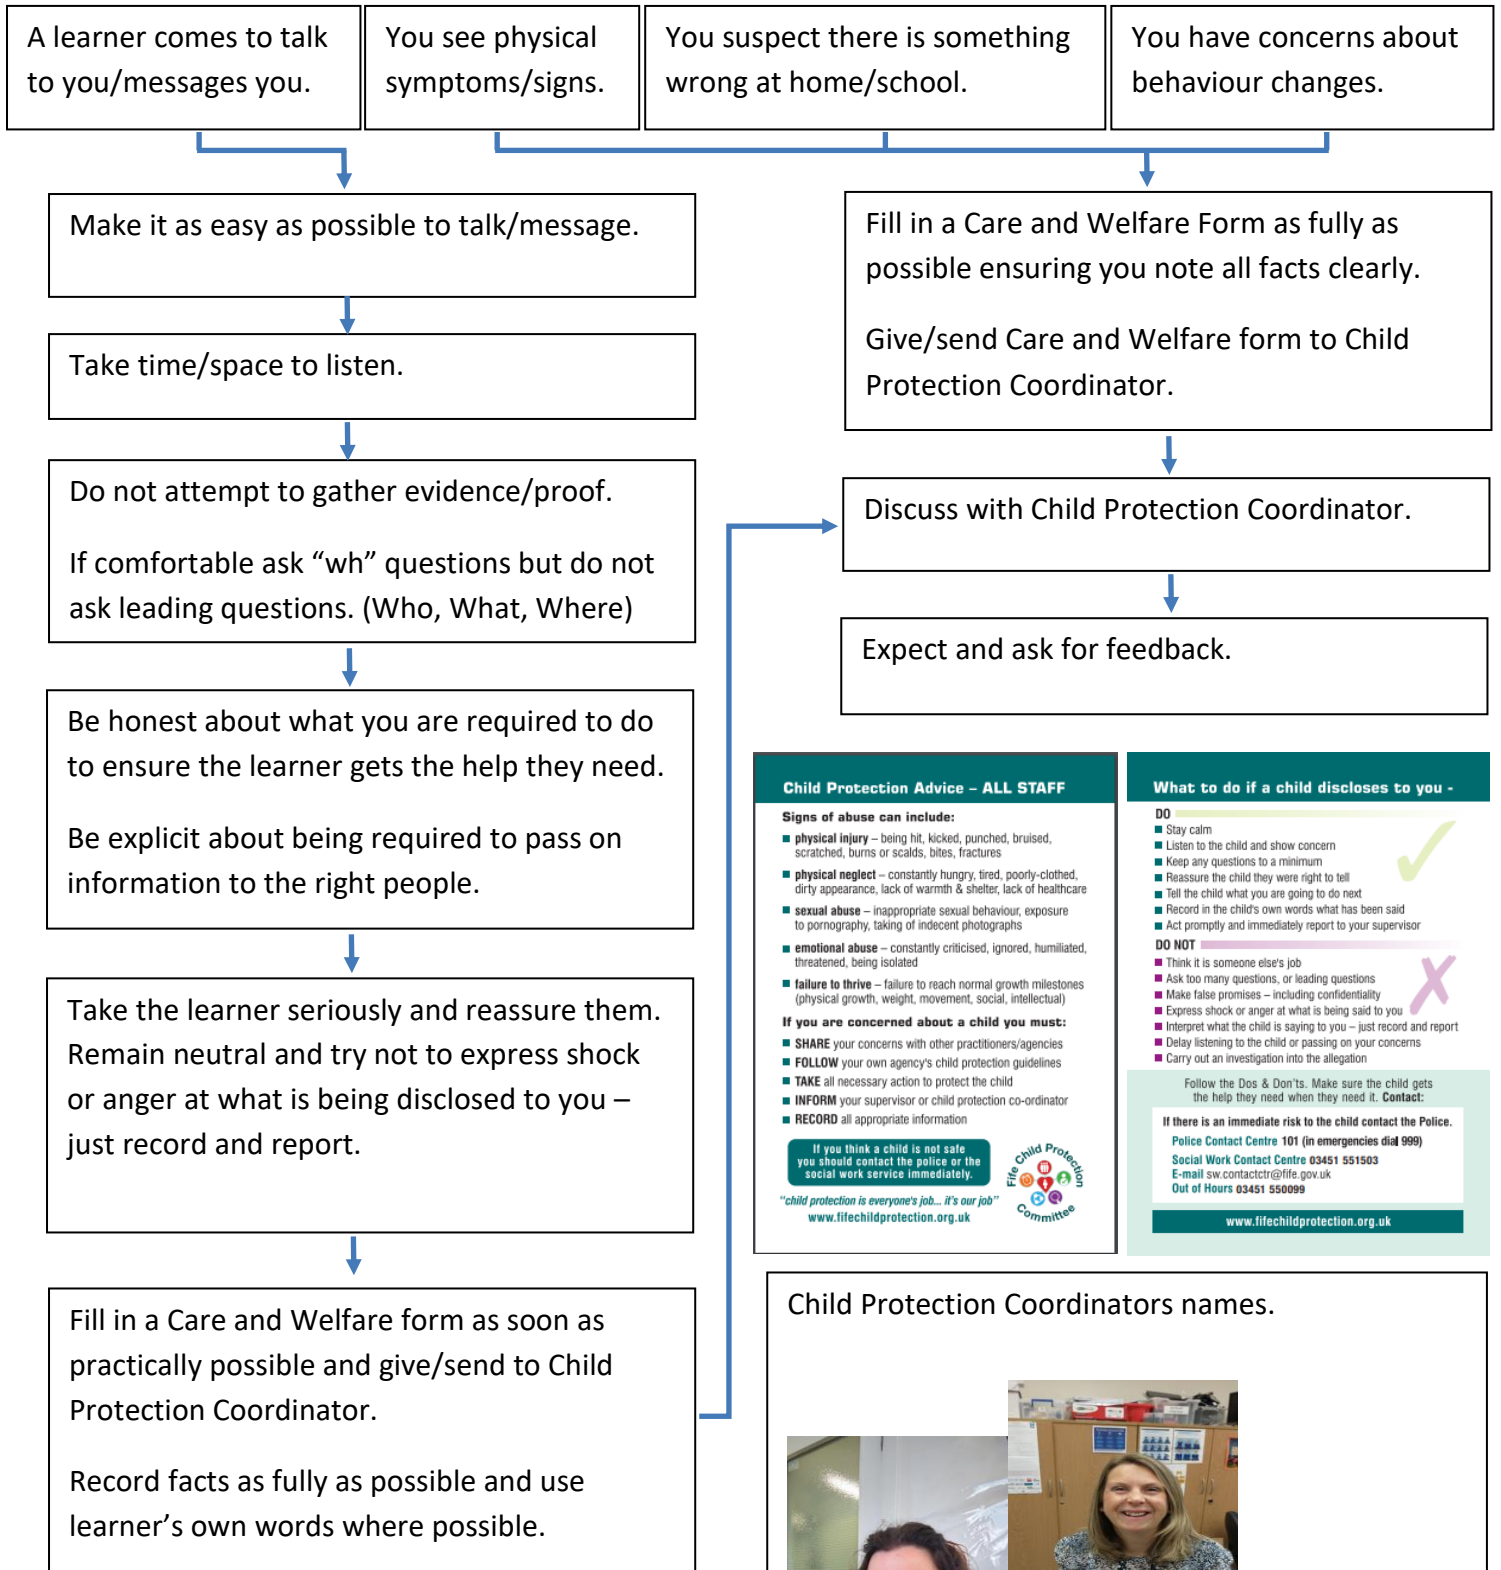 A learner comes to talk
to you/messages you.
You see physical
symptoms/signs.
You suspect there is something
wrong at home/school.
You have concerns about
behaviour changes.
Make it as easy as possible to talk/message.
Take time/space to listen.
Do not attempt to gather evidence/proof.
If comfortable ask “wh” questions but do not
ask leading questions. (Who, What, Where)
Be honest about what you are required to do
to ensure the learner gets the help they need.
Be explicit about being required to pass on
information to the right people.
Take the learner seriously and reassure them.
Remain neutral and try not to express shock
or anger at what is being disclosed to you –
just record and report.
Fill in a Care and Welfare form as soon as
practically possible and give/send to Child
Protection Coordinator.
Record facts as fully as possible and use
learner’s own words where possible.
Fill in a Care and Welfare Form as fully as
possible ensuring you note all facts clearly.
Give/send Care and Welfare form to Child
Protection Coordinator.
Discuss with Child Protection Coordinator.
Expect and ask for feedback.
Child Protection Advice – ALL STAFF
Signs of abuse can include:
physical injury – being hit, kicked, punched, bruised,
scratched, burns or scalds, bites, fractures
physical neglect – constantly hungry, tired, poorly-clothed,
dirty appearance, lack of warmth & shelter, lack of healthcare
sexual abuse – inappropriate sexual behaviour, exposure
to pornography, taking of indecent photographs
emotional abuse – constantly criticised, ignored, humiliated,
threatened, being isolated
failure to thrive – failure to reach normal growth milestones
(physical growth, weight, movement, social, intellectual)
If you are concerned about a child you must:
SHARE your concerns with other practitioners/agencies
FOLLOW your own agency's child protection guidelines
TAKE all necessary action to protect the child
INFORM your supervisor or child protection co-ordinator
RECORD all appropriate information
If you think a child is not safe
you should contact the police or the
social work service immediately.
"child protection is everyone's job... it's our job"
www.fifechildprotection.org.uk
Fife Child Protection
Committee
What to do if a child discloses to you -
DO
Stay calm
Listen to the child and show concern
Keep any questions to a minimum
Reassure the child they were right to tell
Tell the child what you are going to do next
Record in the child's own words what has been said
Act promptly and immediately report to your supervisor
DO NOT
Think it is someone else's job
Ask too many questions, or leading questions
Make false promises – including confidentiality
Express shock or anger at what is being said to you
Interpret what the child is saying to you – just record and report
Delay listening to the child or passing on your concerns
Carry out an investigation into the allegation
Follow the Dos & Don'ts. Make sure the child gets
the help they need when they need it. Contact:
If there is an immediate risk to the child contact the Police.
Police Contact Centre 101 (in emergencies dial 999)
Social Work Contact Centre 03451 551503
E-mail sw.contactctr@fife.gov.uk
Out of Hours 03451 550099
www.fifechildprotection.org.uk
Child Protection Coordinators names.